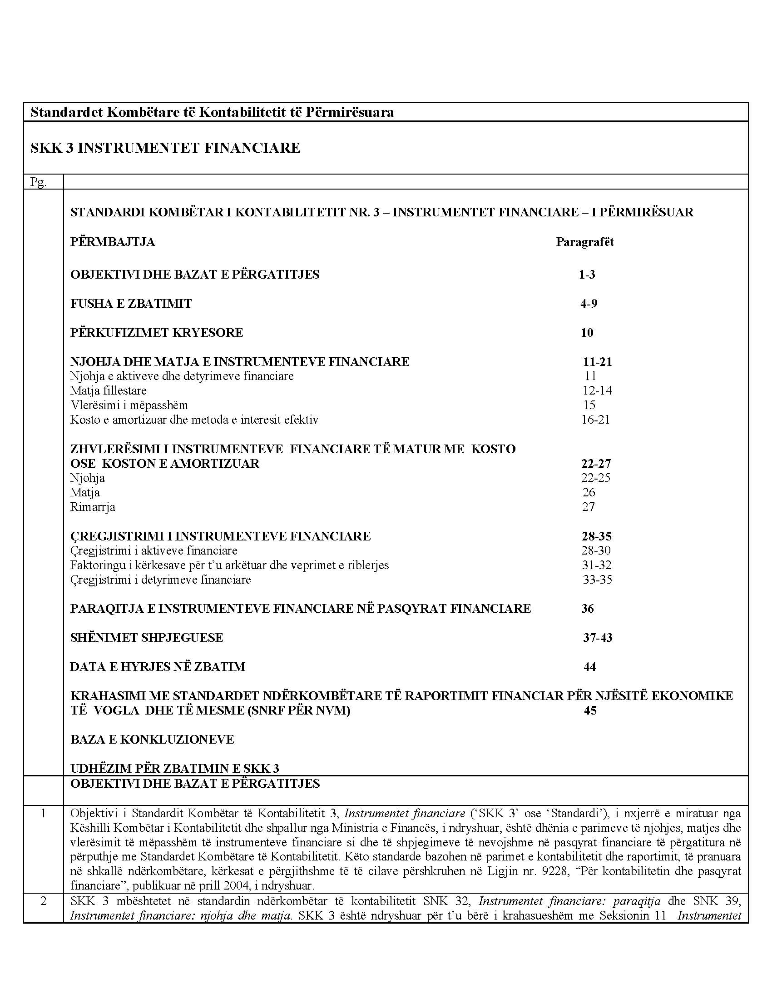 Standardet Kombëtare të Kontabilitetit të Përmirësuara
SKK 3 INSTRUMENTET FINANCIARE
Pg.
STANDARDI KOMBËTAR I KONTABILITETIT NR. 3 – INSTRUMENTET FINANCIARE – I PËRMIRËSUAR
PËRMBAJTJA Paragrafët
OBJEKTIVI DHE BAZAT E PËRGATITJES 1-3
FUSHA E ZBATIMIT 4-9
PËRKUFIZIMET KRYESORE 10
NJOHJA DHE MATJA E INSTRUMENTEVE FINANCIARE 11-21
Njohja e aktiveve dhe detyrimeve financiare 11
Matja fillestare 12-14
Vlerësimi i mëpasshëm 15
Kosto e amortizuar dhe metoda e interesit efektiv 16-21
ZHVLERËSIMI I INSTRUMENTEVE FINANCIARE TË MATUR ME KOSTO
OSE KOSTON E AMORTIZUAR 22-27
Njohja 22-25
Matja 26
Rimarrja 27
ÇREGJISTRIMI I INSTRUMENTEVE FINANCIARE 28-35
Çregjistrimi i aktiveve financiare 28-30
Faktoringu i kërkesave për t’u arkëtuar dhe veprimet e riblerjes 31-32
Çregjistrimi i detyrimeve financiare 33-35
PARAQITJA E INSTRUMENTEVE FINANCIARE NË PASQYRAT FINANCIARE 36
SHËNIMET SHPJEGUESE 37-43
DATA E HYRJES NË ZBATIM 44
KRAHASIMI ME STANDARDET NDËRKOMBËTARE TË RAPORTIMIT FINANCIAR PËR NJËSITË EKONOMIKE
TË VOGLA DHE TË MESME (SNRF PËR NVM) 45
BAZA E KONKLUZIONEVE
UDHËZIM PËR ZBATIMIN E SKK 3
OBJEKTIVI DHE BAZAT E PËRGATITJES
1 Objektivi i Standardit Kombëtar të Kontabilitetit 3, Instrumentet financiare (‘SKK 3’ ose ‘Standardi’), i nxjerrë e miratuar nga
Këshilli Kombëtar i Kontabilitetit dhe shpallur nga Ministria e Financës, i ndryshuar, është dhënia e parimeve të njohjes, matjes dhe
vlerësimit të mëpasshëm të instrumenteve financiare si dhe të shpjegimeve të nevojshme në pasqyrat financiare të përgatitura në
përputhje me Standardet Kombëtare të Kontabilitetit. Këto standarde bazohen në parimet e kontabilitetit dhe raportimit, të pranuara
në shkallë ndërkombëtare, kërkesat e përgjithshme të të cilave përshkruhen në Ligjin nr. 9228, “Për kontabilitetin dhe pasqyrat
financiare”, publikuar në prill 2004, i ndryshuar.
2 SKK 3 mbështetet në standardin ndërkombëtar të kontabilitetit SNK 32, Instrumentet financiare: paraqitja dhe SNK 39,
Instrumentet financiare: njohja dhe matja. SKK 3 është ndryshuar për t’u bërë i krahasueshëm me Seksionin 11 Instrumentet